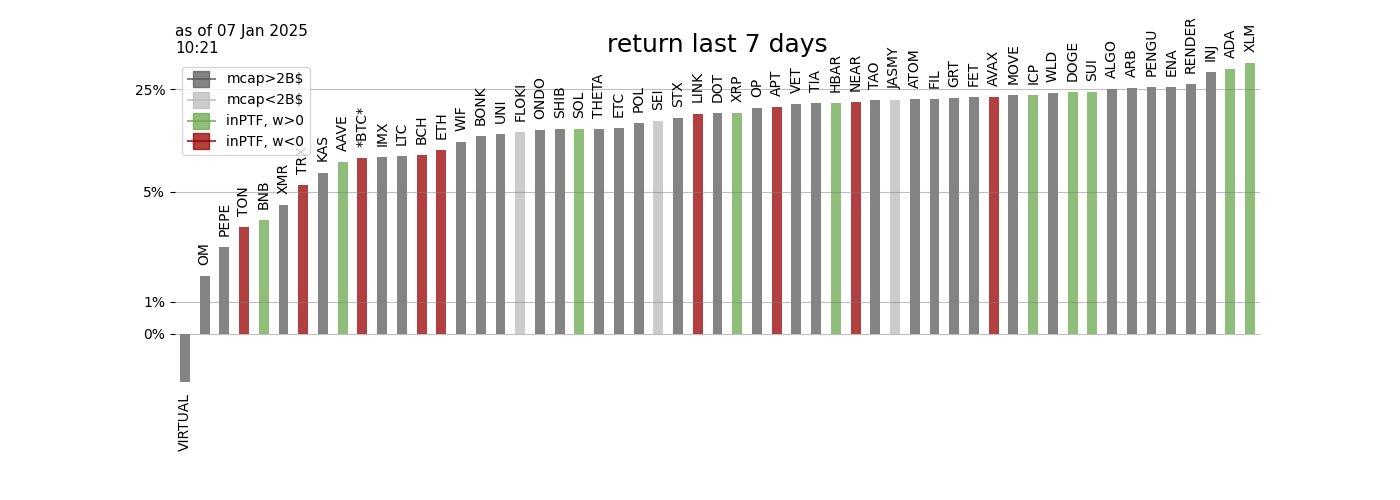 as of 07 Jan 2025
10:21
return last 7 days
mcap>2B$
mcap<2B$
inPTF, w>0
inPTF, w<0
25%
5%
1%
0%
VIRTUAL
OM
PEPE
TON
BNB
XMR
TRX
KAS
AAVE
*BTC*
IMX
LTC
BCH
ETH
WIF
BONK
UNI
FLOKI
ONDO
SHIB
SOL
THETA
ETC
POL
SEI
STX
LINK
DOT
XRP
OP
APT
VET
TIA
HBAR
NEAR
TAO
JASMY
ATOM
FIL
GRT
FET
AVAX
MOVE
ICP
WLD
DOGE
SUI
ALGO
ARB
PENGU
ENA
RENDER
INJ
ADA
XLM